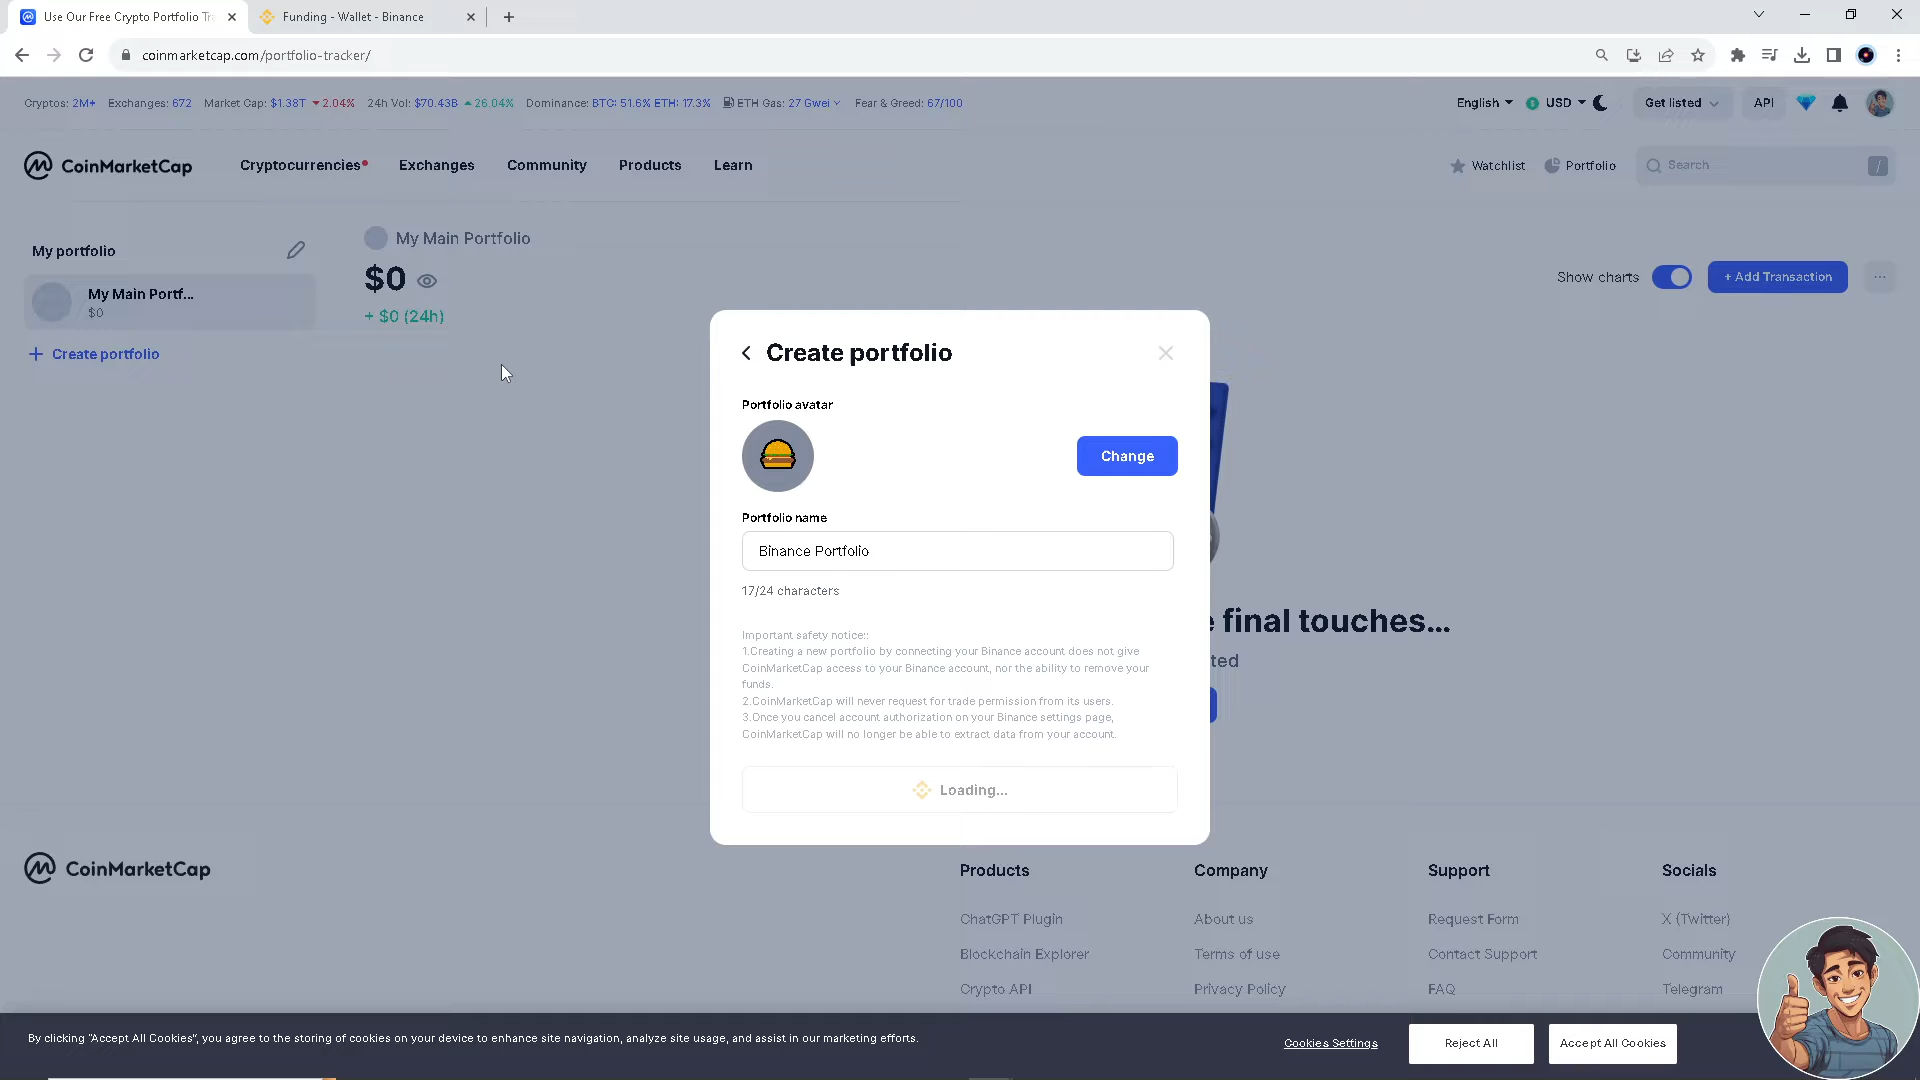 Use Our Free Crypto Portfolio Tr
Funding - Wallet - Binance
coinmarketcap.com/portfolio-tracker/
Cryptos: 2M+ Exchanges: 672 Market Cap: $1.38T 2.04% 24h Vol: $70.43B 26.04% Dominance: BTC: 51.6% ETH: 17.3% ETH Gas: 27 Gwei Fear & Greed: 67/100
English USD Get listed API
CoinMarketCap
Cryptocurrencies Exchanges Community Products Learn
Watchlist Portfolio Search /
My portfolio
My Main Portf...
$0
+ Create portfolio
My Main Portfolio
$0
+ $0 (24h)
Show charts + Add Transaction ...
Create portfolio
Portfolio avatar
Change
Portfolio name
Binance Portfolio
17/24 characters
Important safety notice::
1.Creating a new portfolio by connecting your Binance account does not give
CoinMarketCap access to your Binance account, nor the ability to remove your
funds.
2.CoinMarketCap will never request for trade permission from its users.
3.Once you cancel account authorization on your Binance settings page,
CoinMarketCap will no longer be able to extract data from your account.
Loading...
final touches...
ted
CoinMarketCap
Products Company Support Socials
ChatGPT Plugin About us Request Form X (Twitter)
Blockchain Explorer Terms of use Contact Support Community
Crypto API Privacy Policy FAQ Telegram
By clicking "Accept All Cookies", you agree to the storing of cookies on your device to enhance site navigation, analyze site usage, and assist in our marketing efforts.
Cookies Settings Reject All Accept All Cookies